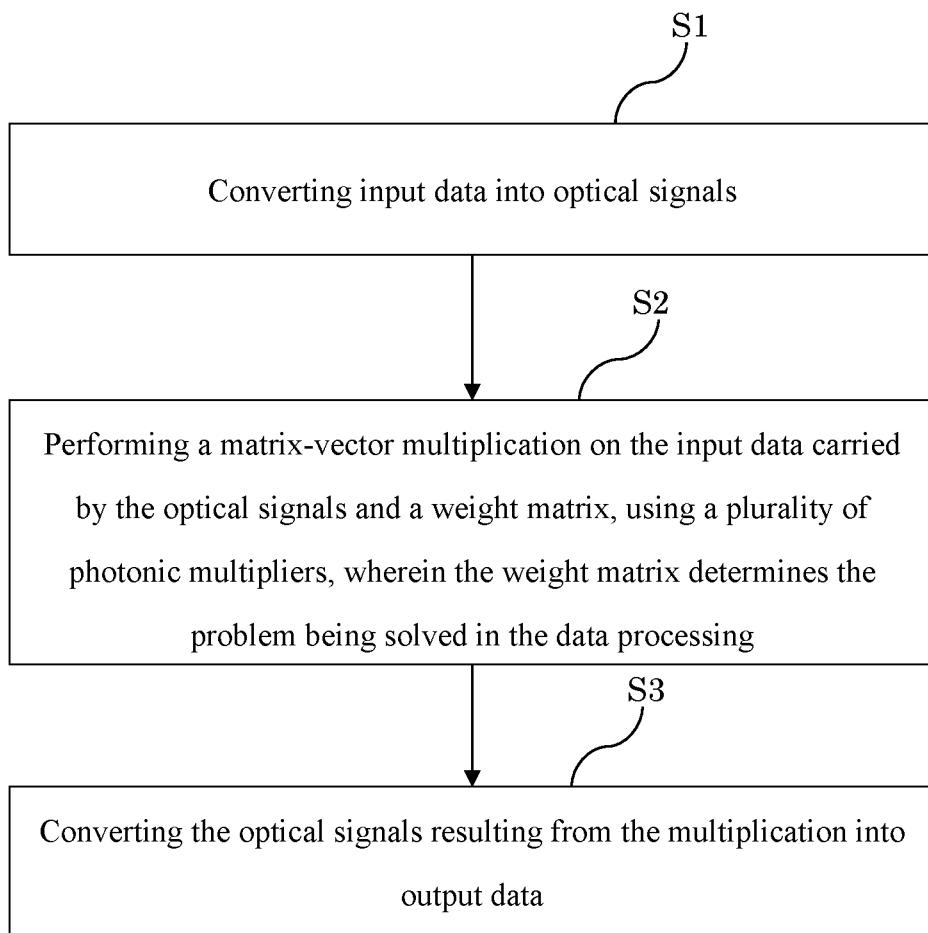 S1
Converting input data into optical signals
S2
Performing a matrix-vector multiplication on the input data carried
by the optical signals and a weight matrix, using a plurality of
photonic multipliers, wherein the weight matrix determines the
problem being solved in the data processing
S3
Converting the optical signals resulting from the multiplication into
output data